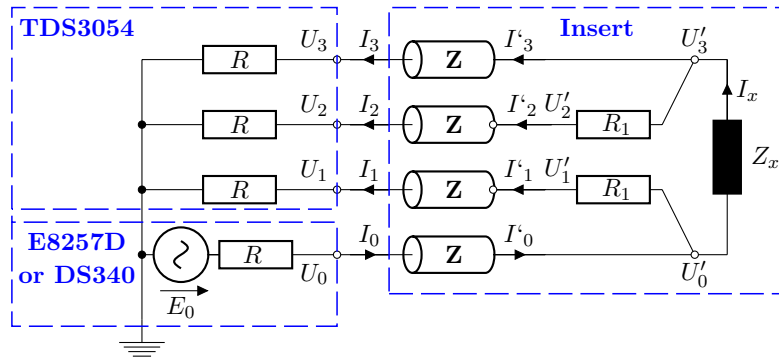 TDS3054
Insert
U₃ I₃ I‘₃ U′₃
R Z
U₂ I₂ I‘₂ U′₂
R Z R₁
Iₓ
U₁ I₁ I‘₁ U′₁
R Z R₁
Zₓ
E8257D
or DS340
I₀ I‘₀
R U₀ Z U′₀
E₀